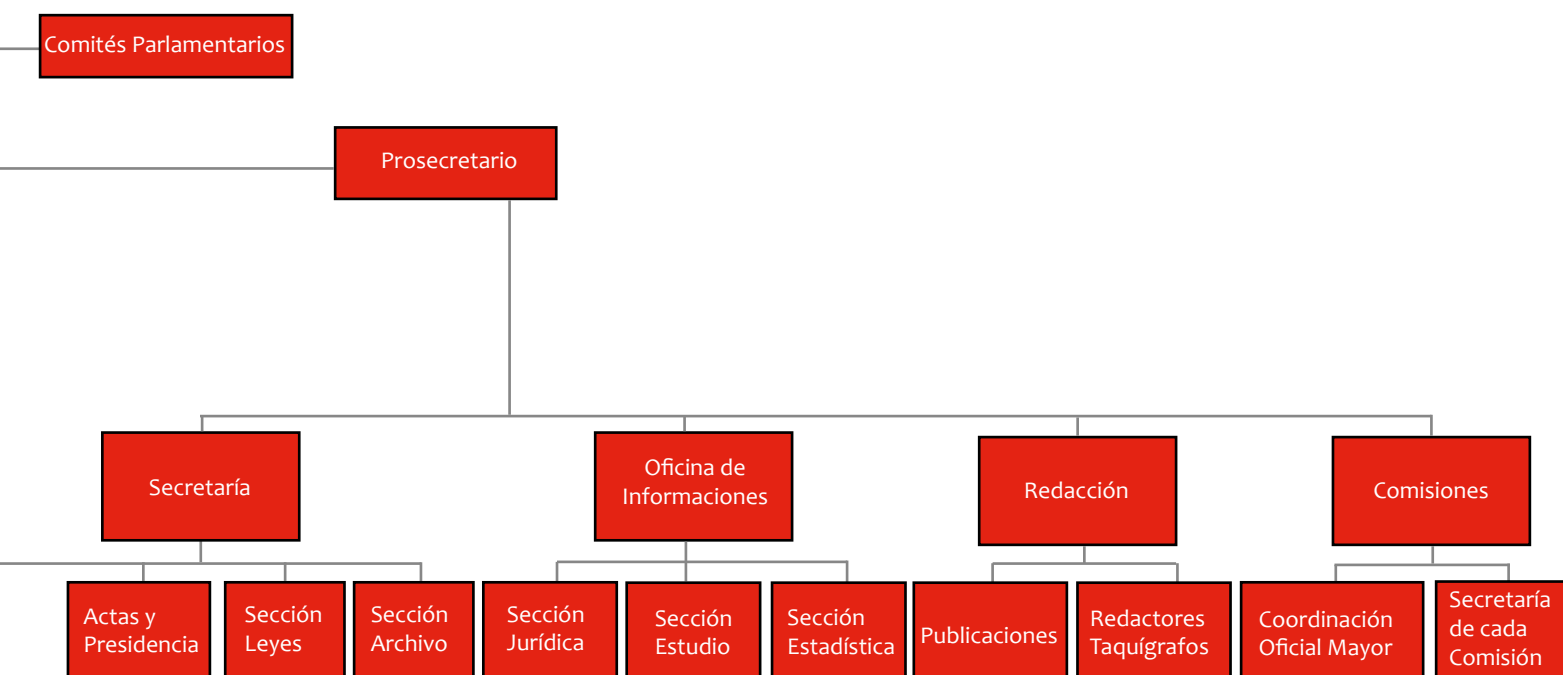 Comités Parlamentarios
Prosecretario
Secretaría
Oficina de
Informaciones
Redacción
Comisiones
Actas y
Presidencia
Sección
Leyes
Sección
Archivo
Sección
Jurídica
Sección
Estudio
Sección
Estadística
Publicaciones
Redactores
Taquígrafos
Coordinación
Oficial Mayor
Secretaría
de cada
Comisión